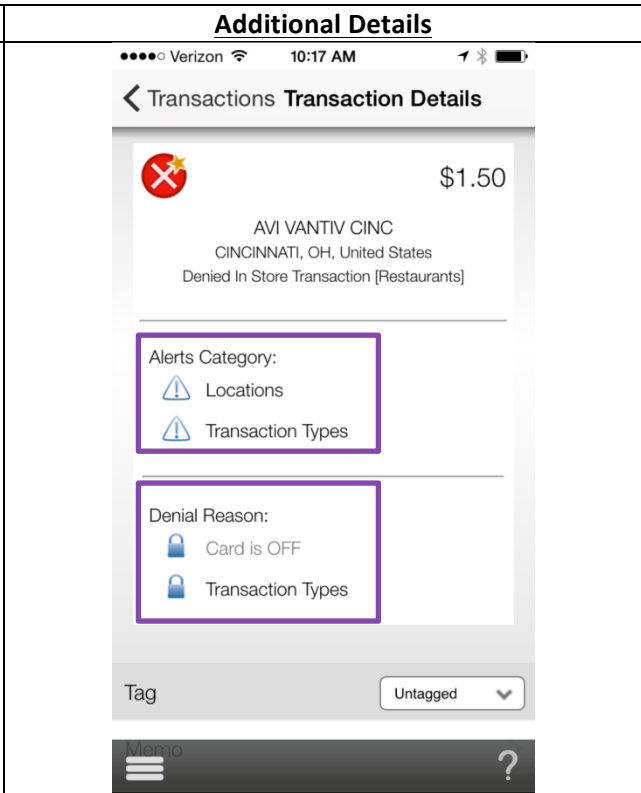 Additional Details
Verizon 10:17 AM
Transactions Transaction Details
$1.50
AVI VANTIV CINC
CINCINNATI, OH, United States
Denied In Store Transaction [Restaurants]
Alerts Category:
Locations
Transaction Types
Denial Reason:
Card is OFF
Transaction Types
Tag Untagged
Memo
?